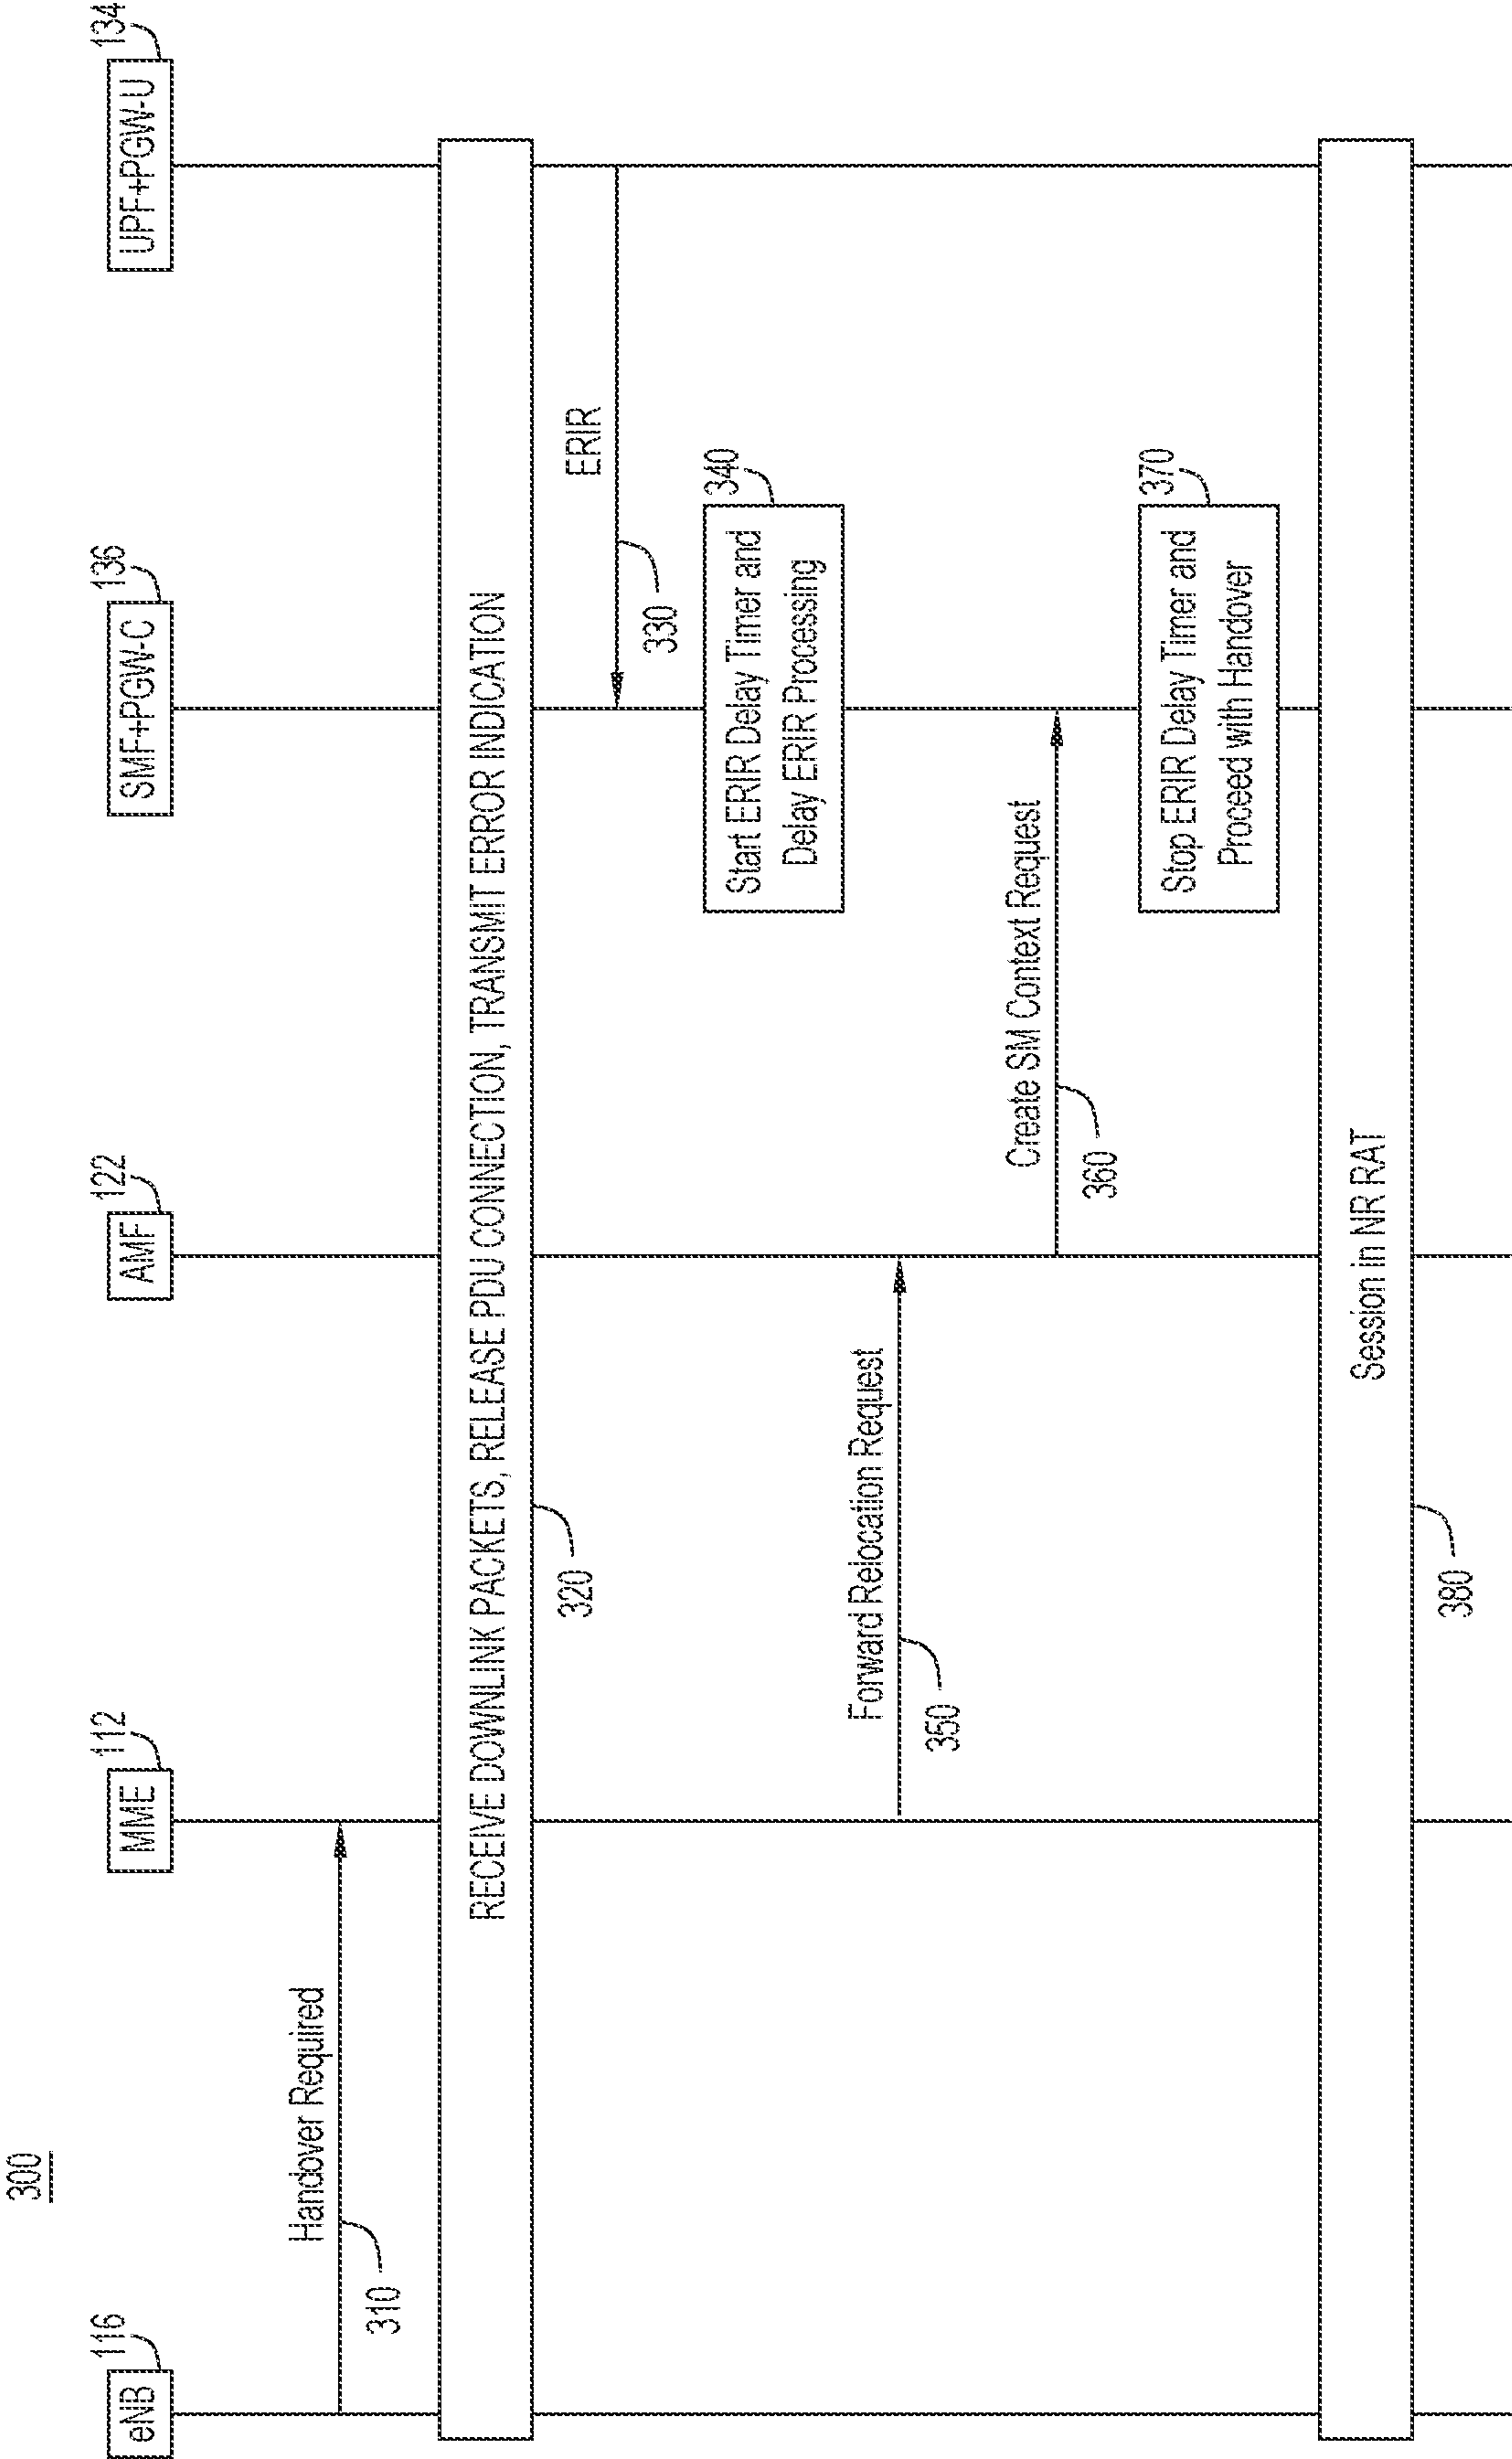 300
eNB
116
MME
112
AMF
122
SMF+PGW-C
136
UPF+PGW-U
134
Handover Required
310
RECEIVE DOWNLINK PACKETS, RELEASE PDU CONNECTION, TRANSMIT ERROR INDICATION
320
ERIR
330
Start ERIR Delay Timer and
Delay ERIR Processing
340
Forward Relocation Request
350
Create SM Context Request
360
Stop ERIR Delay Timer and
Proceed with Handover
370
Session in NR RAT
380